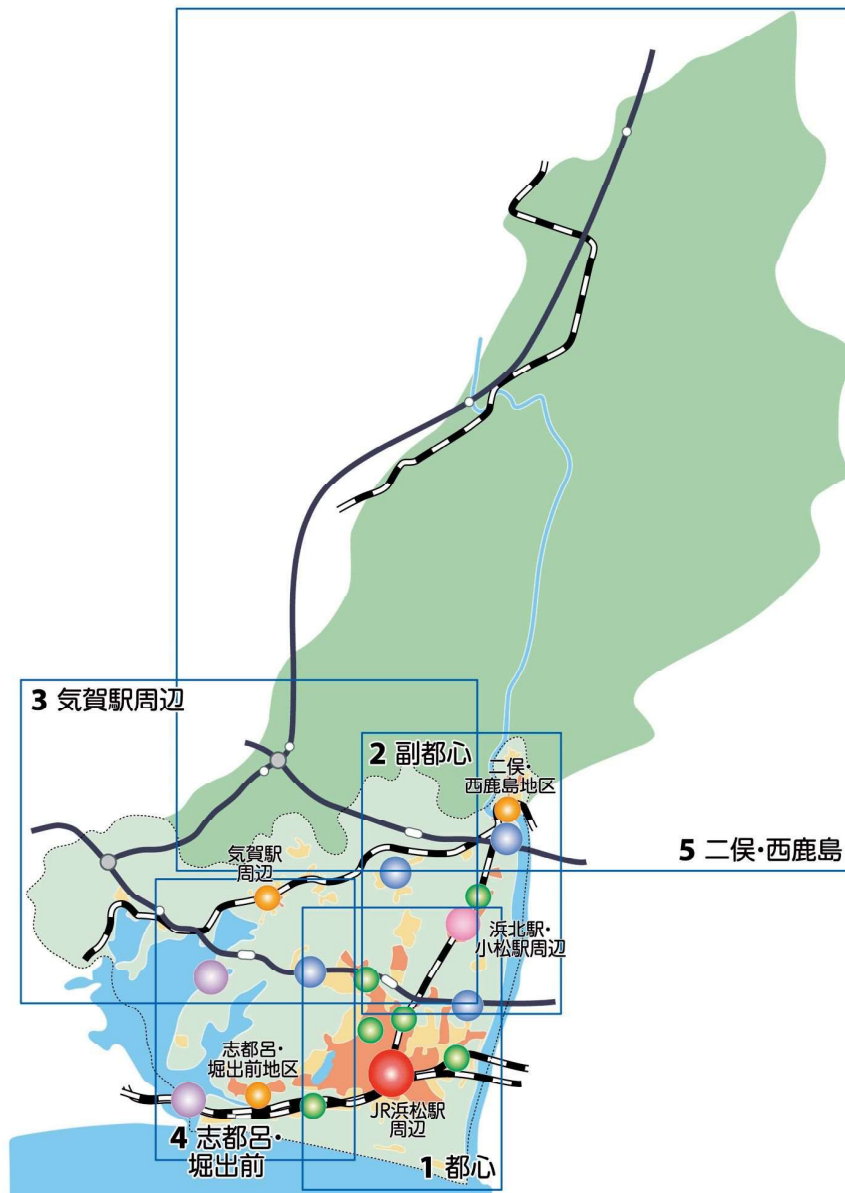 3 気賀駅周辺
2 副都心
二俣・
西鹿島地区
5 二俣・西鹿島
気賀駅
周辺
浜北駅・
小松駅周辺
志都呂・
堀出前地区
JR浜松駅
周辺
4 志都呂・
堀出前
1 都心